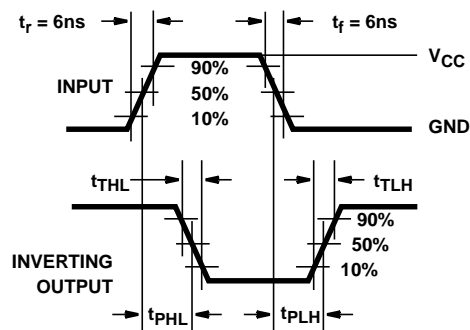 tr = 6ns
tf = 6ns
VCC
90%
INPUT
50%
10%
GND
tTHL
tTLH
90%
50%
INVERTING
OUTPUT
10%
tPHL
tPLH